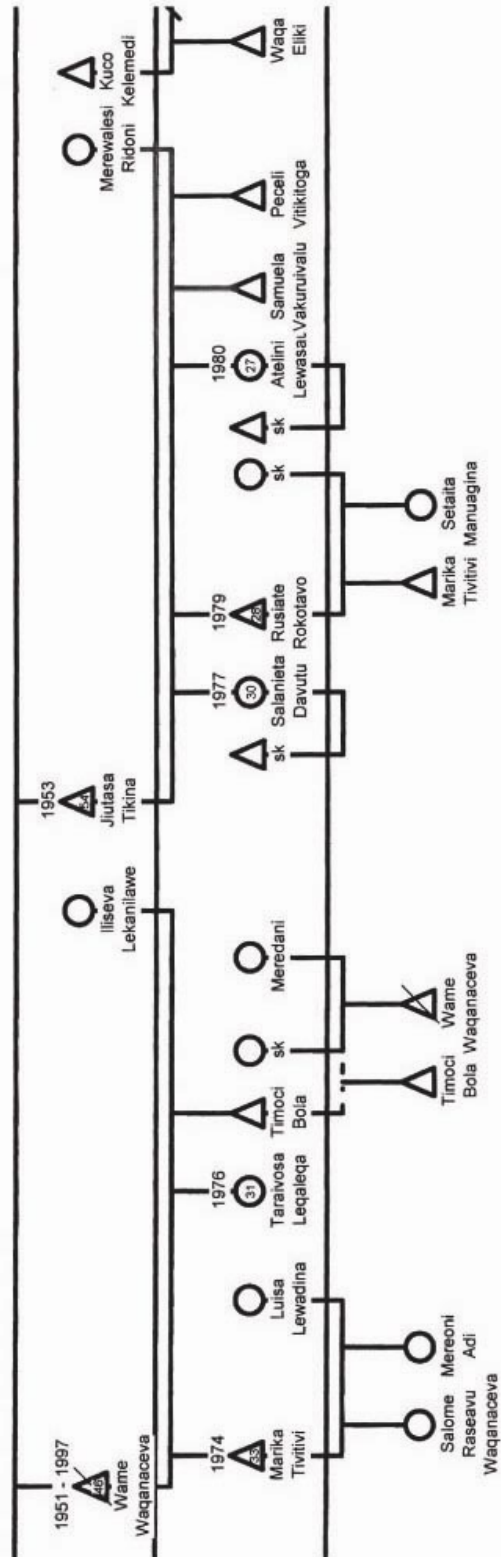 1951 - 1997
46
Wame
Waqanaceva
Iliseva
Lekanilawe
1953
54
Jiutasa
Tikina
Merewalesi
Ridoni
Kuco
Kelemedi
1974
33
Marika
Tivitivi
Luisa
Lewadina
1976
31
Taraivosa
Leqaleqa
Timoci
Bola
sk
Meredani
sk
1977
30
Salanieta
Davutu
1979
28
Rusiate
Rokotavo
sk
sk
1980
27
Atelini
Samuela
Vakuruivalu
Peceli
Vitikitoga
Waqa
Eliki
Salome
Raseavu
Waqanaceva
Mereoni
Adi
Timoci
Bola
Wame
Waqanaceva
Marika
Tivitivi
Setaita
Manuagina